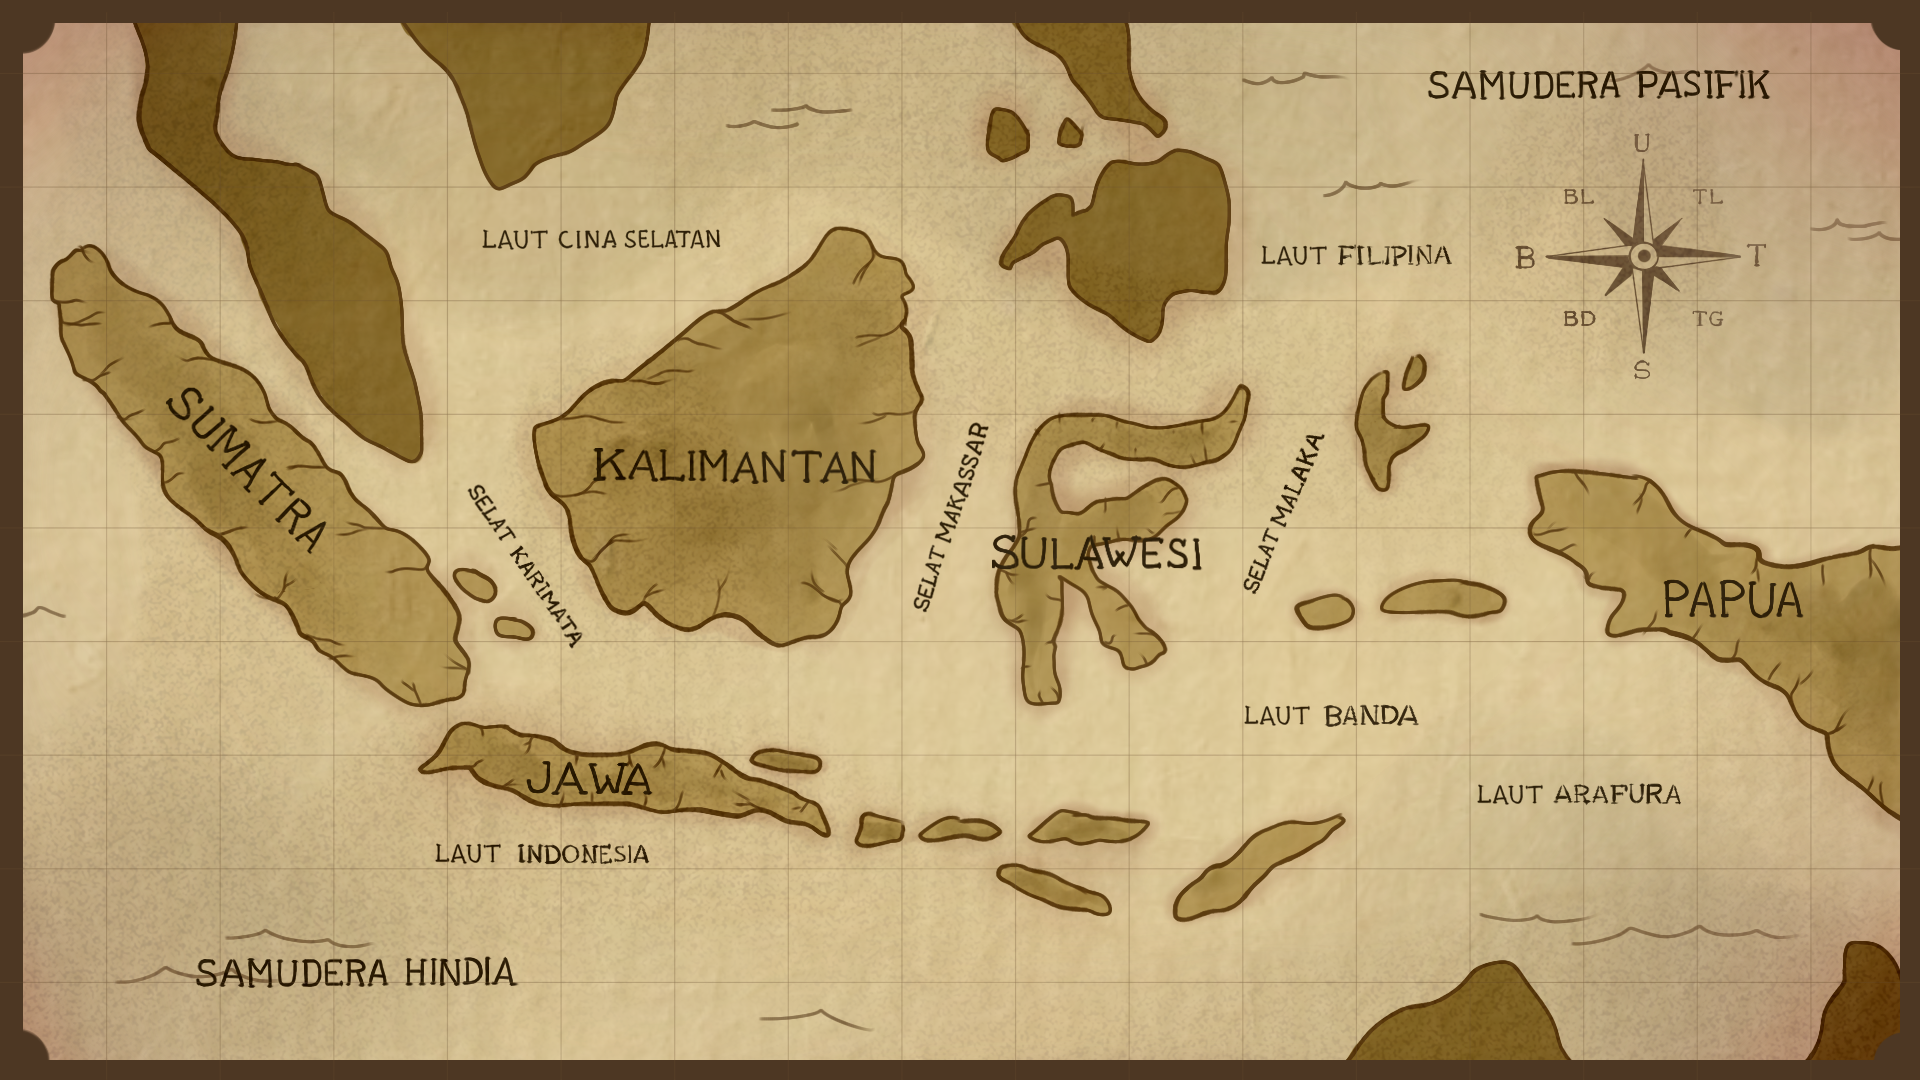 SAMUDERA PASIFIK
U
BL
TL
B
T
BD
TG
S
LAUT CINA SELATAN
LAUT FILIPINA
SUMATRA
KALIMANTAN
SELAT KARIMATA
SELAT MAKASSAR
SULAWESI
SELAT MALAKA
PAPUA
LAUT BANDA
JAWA
LAUT ARAFURA
LAUT INDONESIA
SAMUDERA HINDIA